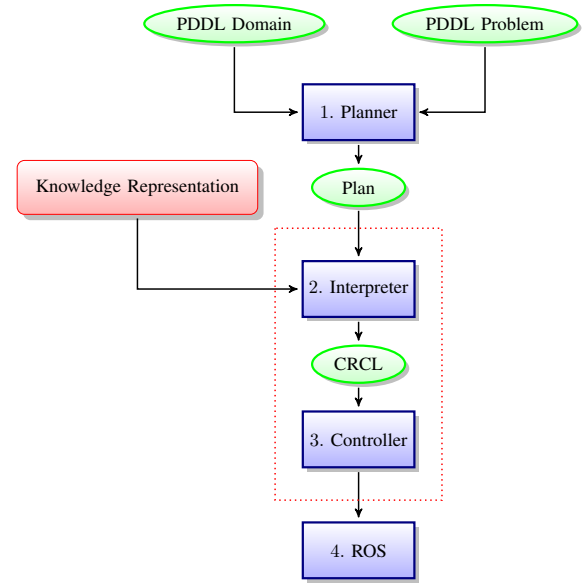 PDDL Domain
PDDL Problem
1. Planner
Knowledge Representation
Plan
2. Interpreter
CRCL
3. Controller
4. ROS